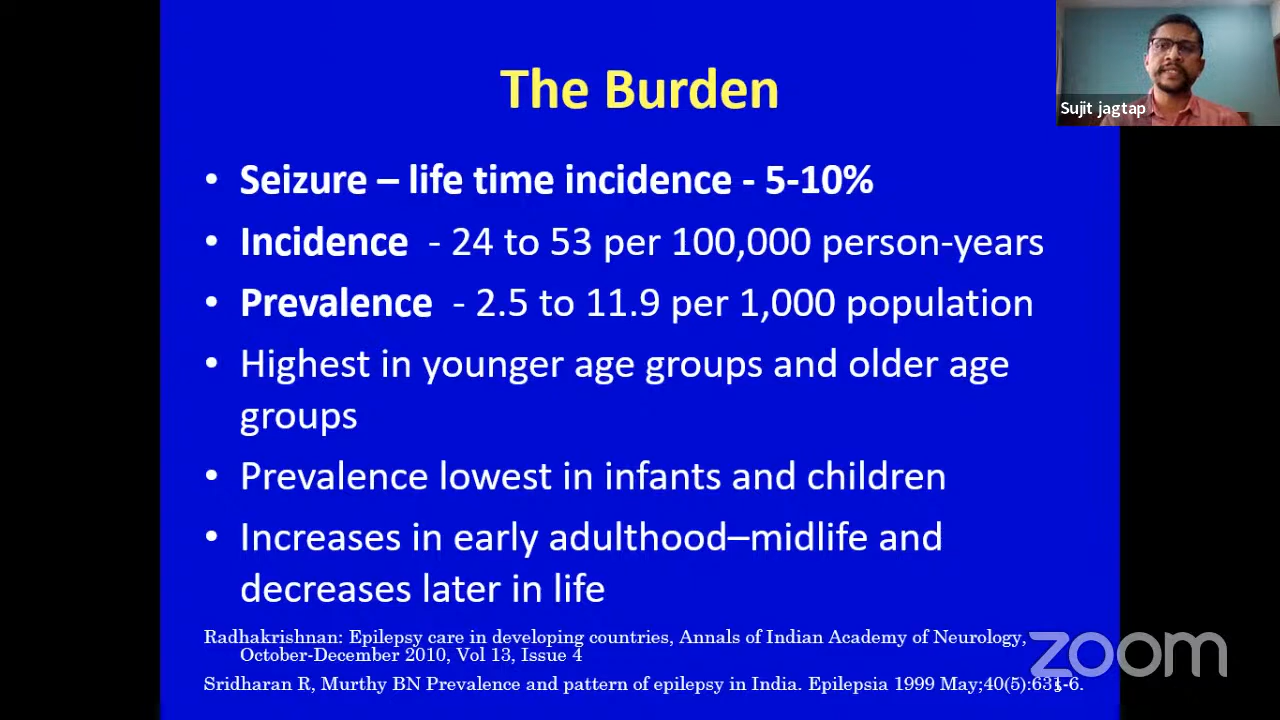 The Burden
Sujit jagtap
• Seizure – life time incidence - 5-10%
• Incidence - 24 to 53 per 100,000 person-years
• Prevalence - 2.5 to 11.9 per 1,000 population
• Highest in younger age groups and older age
groups
• Prevalence lowest in infants and children
• Increases in early adulthood–midlife and
decreases later in life
Radhakrishnan: Epilepsy care in developing countries, Annals of Indian Academy of Neurology,
October-December 2010, Vol 13, Issue 4
Sridharan R, Murthy BN Prevalence and pattern of epilepsy in India. Epilepsia 1999 May;40(5):631-6.
zoom